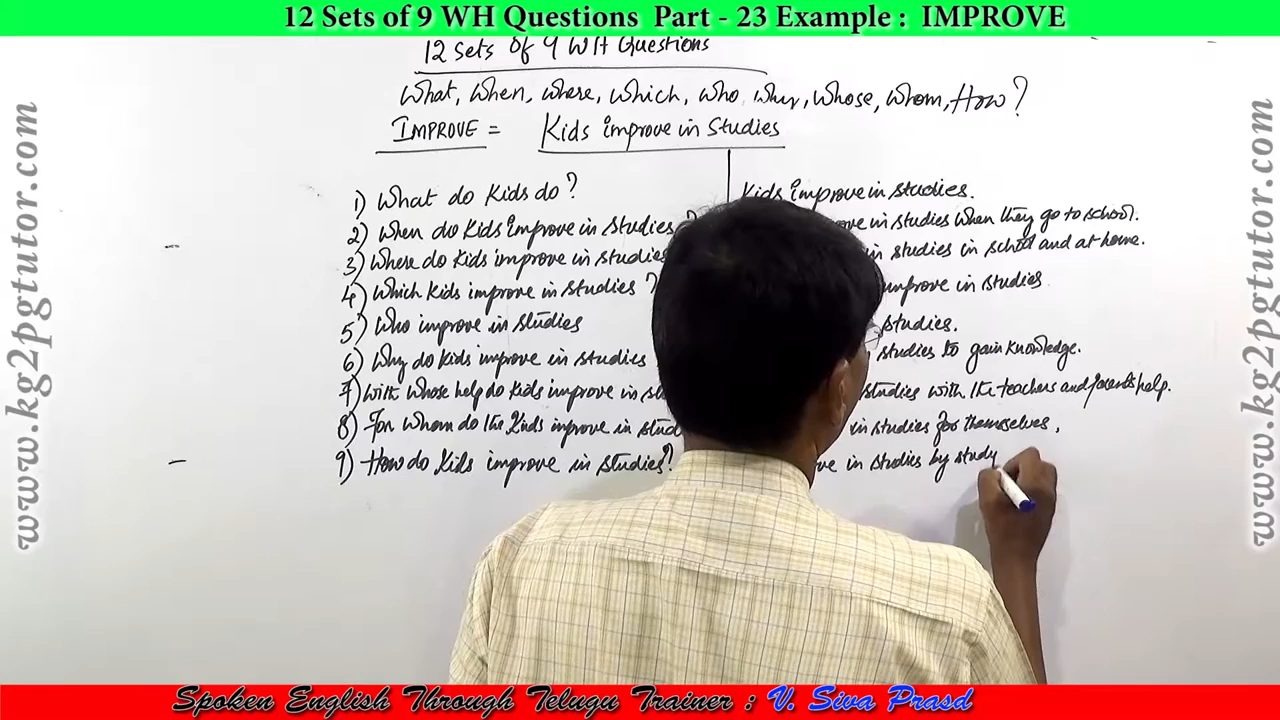 12 Sets of 9 WH Questions Part - 23 Example : IMPROVE
12 Sets of 9 WH Questions
What, When, Where, Which, Who, Why, Whose, Whom, How?
IMPROVE = Kids improve in Studies
1) What do Kids do? Kids improve in studies.
2) When do Kids improve in Studies ? in studies when they go to school.
3) Where do Kids improve in studies in studies in school and at home.
4) Which Kids improve in studies ? improve in studies
5) Who improve in studies studies.
6) Why do Kids improve in studies studies to gain knowledge.
7) With whose help do Kids improve in studies with the teachers and parents help.
8) For whom do the Kids improve in in studies for themselves,
9) How do Kids improve in studies? in studies by study
www.kg2pgtutor.com
www.kg2pgtutor.com
Spoken English Through Telugu Trainer : V. Siva Prasd